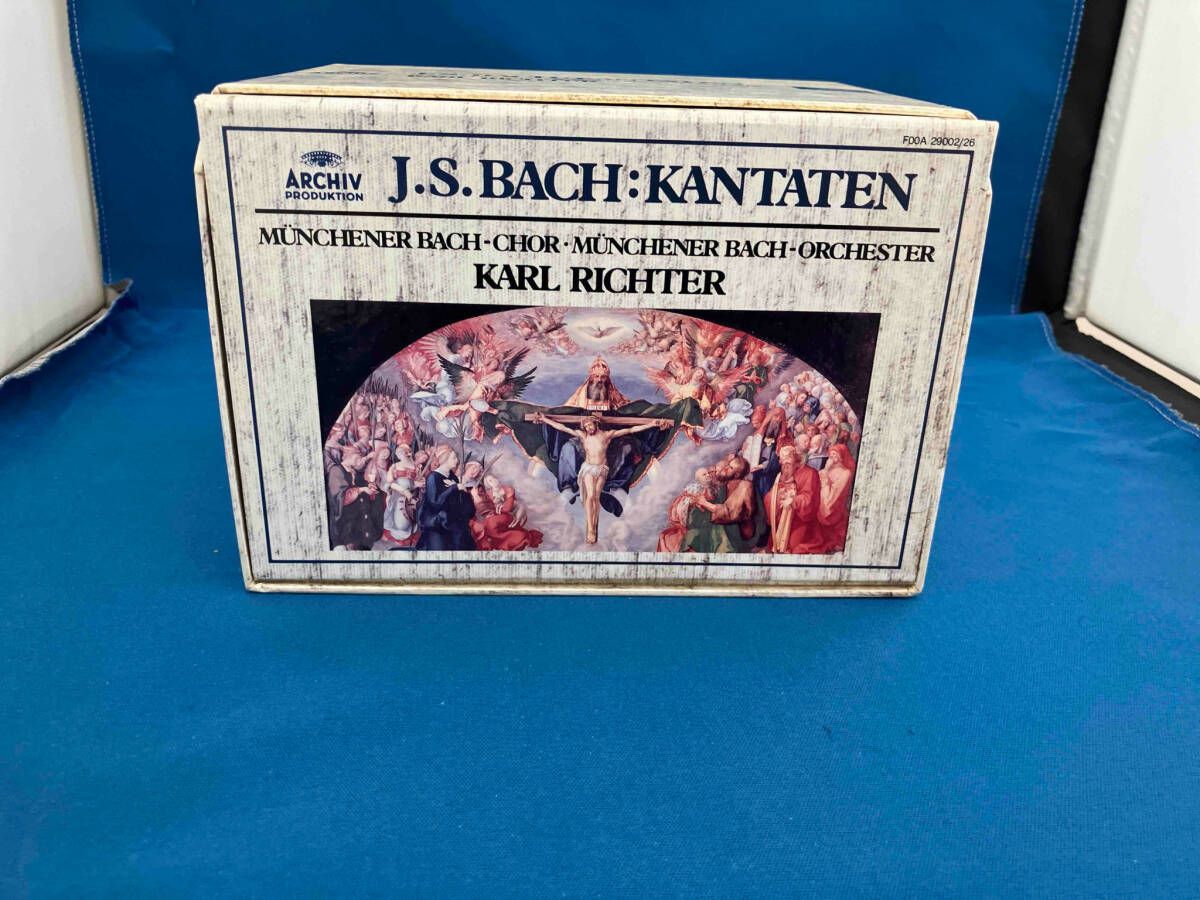 F00A 29002/26
ARCHIV
PRODUKTION
J.S.BACH:KANTATEN
MÜNCHENER BACH-CHOR·MÜNCHENER BACH-ORCHESTER
KARL RICHTER